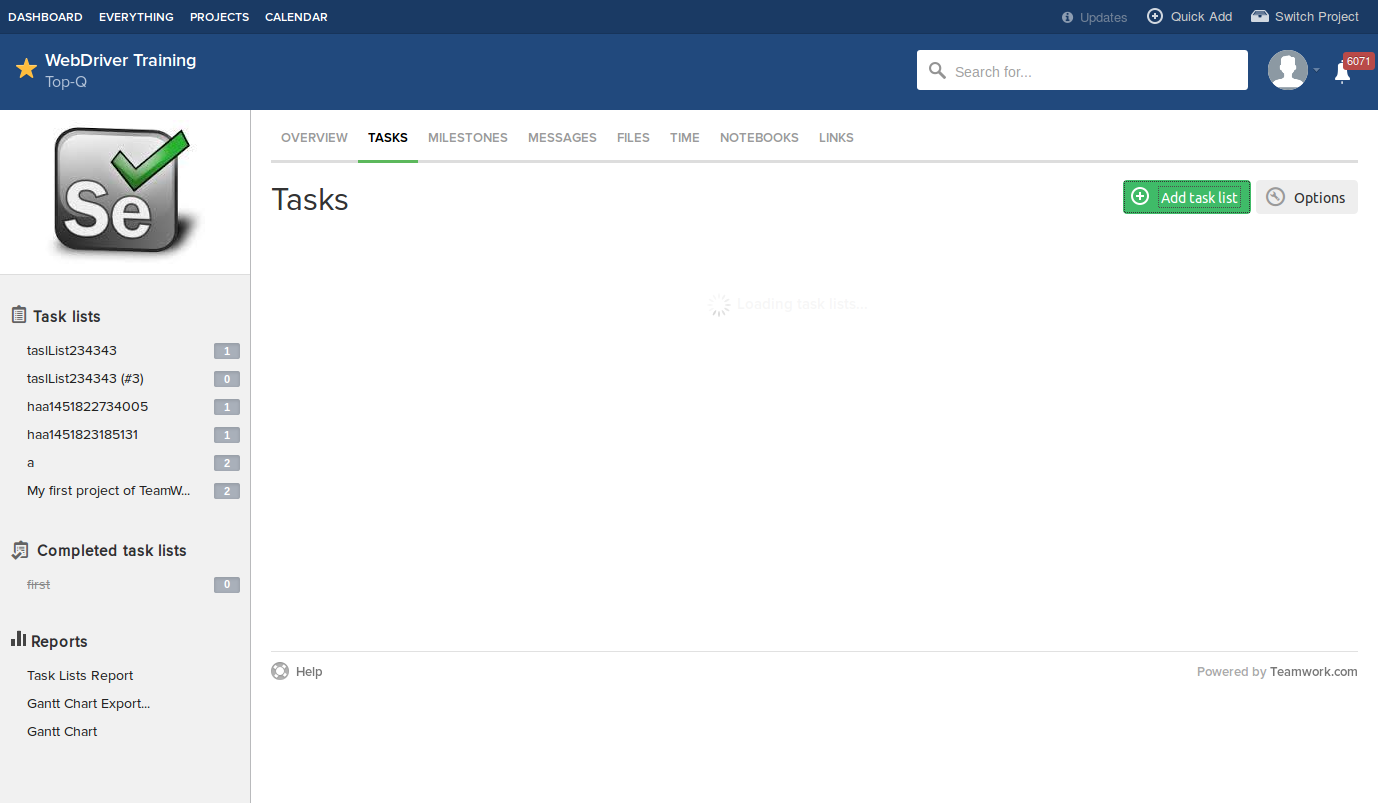 DASHBOARD EVERYTHING PROJECTS CALENDAR Updates Quick Add Switch Project
WebDriver Training
Top-Q
Search for...
6071
Se
OVERVIEW TASKS MILESTONES MESSAGES FILES TIME NOTEBOOKS LINKS
Tasks
Add task list
Options
Loading task lists...
Task lists
taslList234343 1
taslList234343 (#3) 0
haa1451822734005 1
haa1451823185131 1
a 2
My first project of TeamW... 2
Completed task lists
first 0
Reports
Task Lists Report
Gantt Chart Export...
Gantt Chart
Help
Powered by Teamwork.com